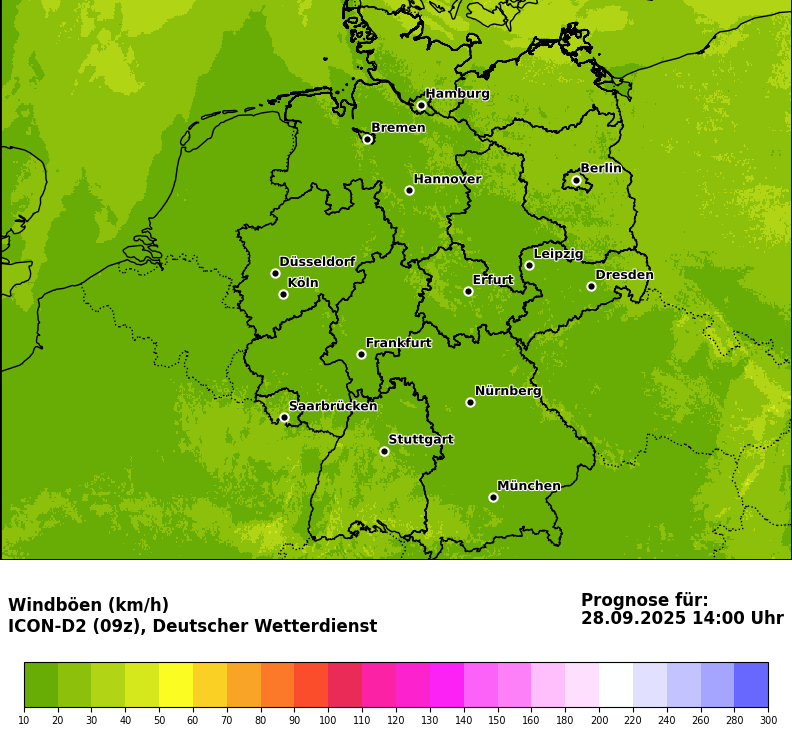 Hamburg
Bremen
Berlin
Hannover
Leipzig
Düsseldorf
Dresden
Erfurt
Köln
Frankfurt
Nürnberg
Saarbrücken
Stuttgart
München
Windböen (km/h)
ICON-D2 (09z), Deutscher Wetterdienst
Prognose für:
28.09.2025 14:00 Uhr
10 20 30 40 50 60 70 80 90 100 110 120 130 140 150 160 180 200 220 240 260 280 300